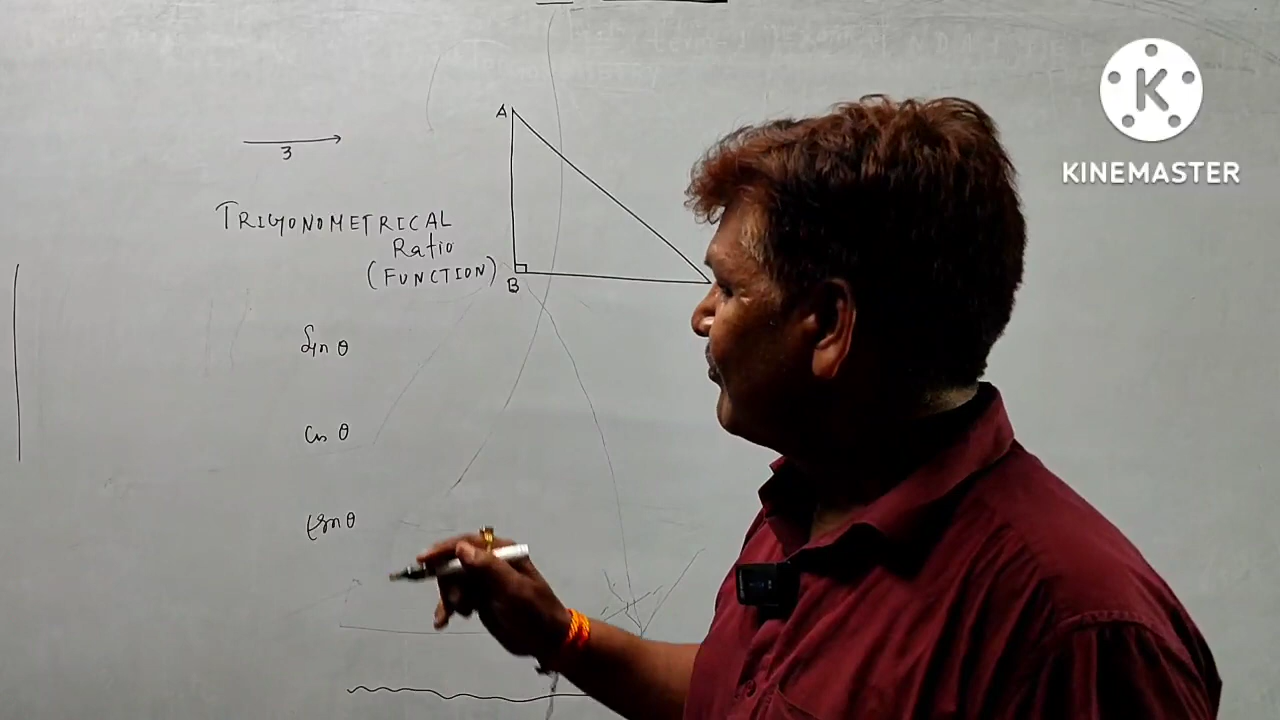 A
3
TRIGONOMETRICAL
Ratio
(FUNCTION)
B
Sin θ
Cos θ
tan θ
K
KINEMASTER